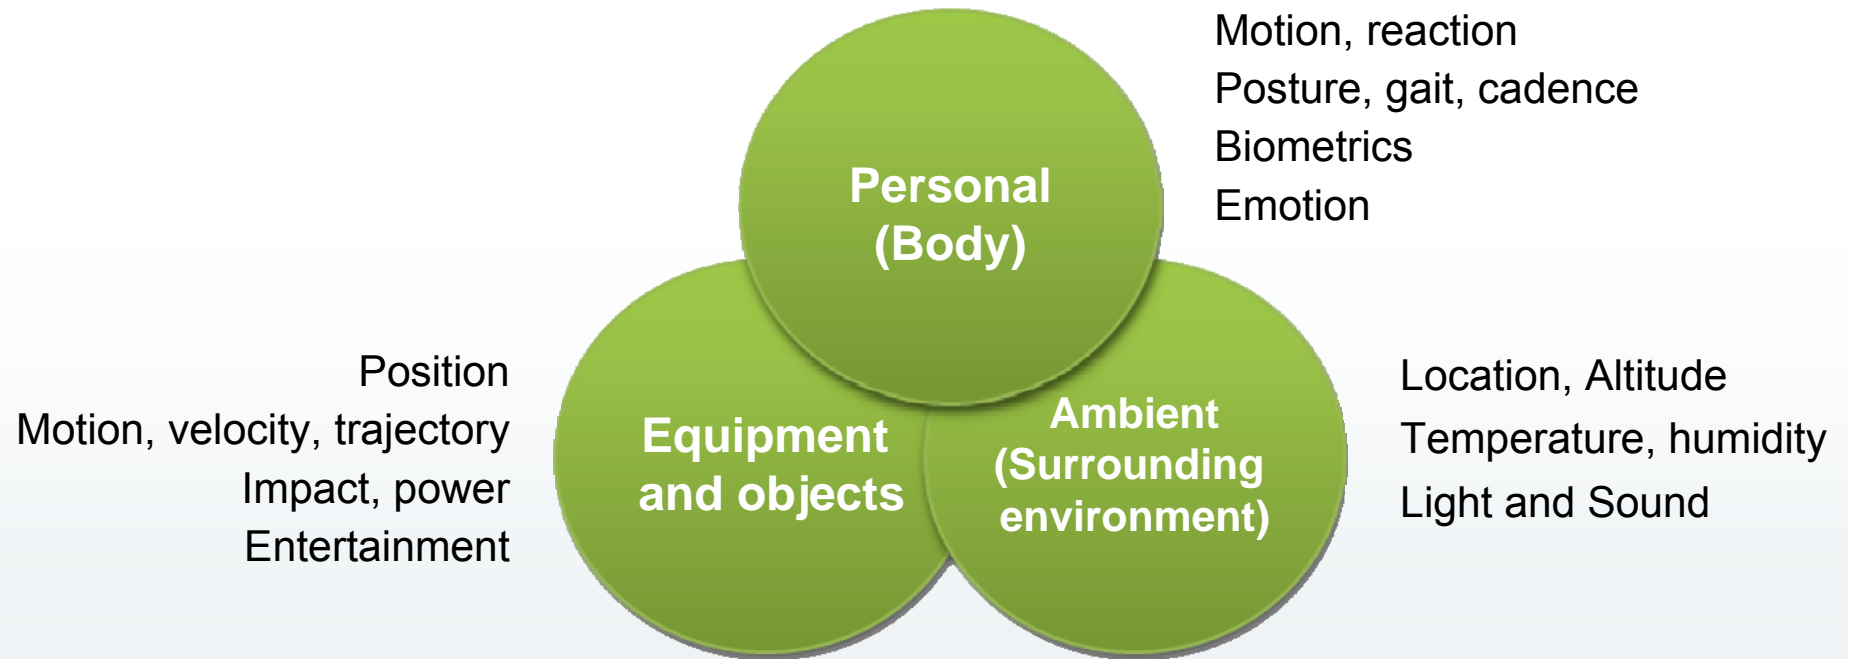 Motion, reaction
Posture, gait, cadence
Biometrics
Emotion
Personal
(Body)
Position
Motion, velocity, trajectory
Impact, power
Entertainment
Equipment
and objects
Ambient
(Surrounding
environment)
Location, Altitude
Temperature, humidity
Light and Sound